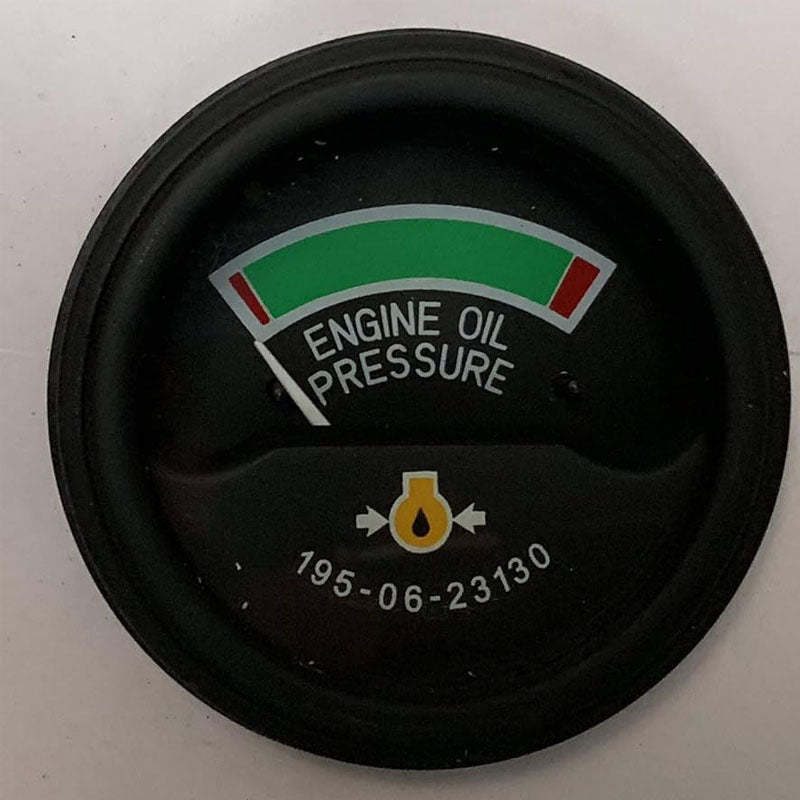 ENGINE OIL
PRESSURE
195-06-23130